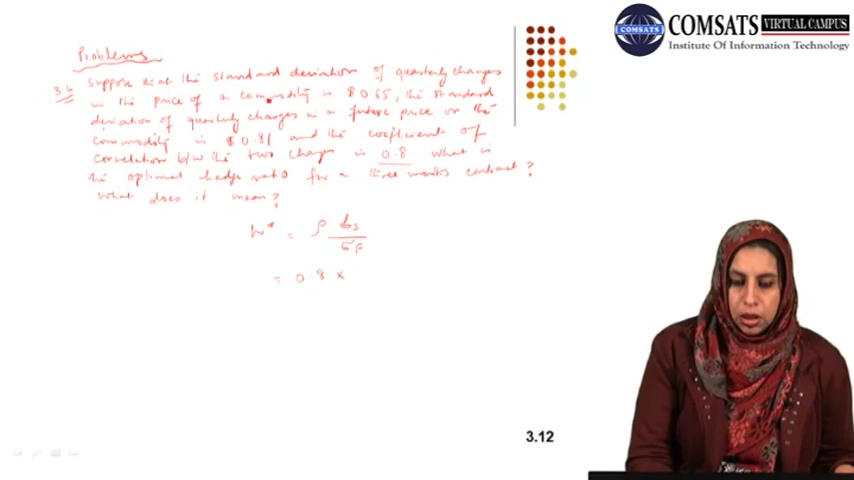 COMSATS VIRTUAL CAMPUS
Institute Of Information Technology
Problems
3.6 Suppose that the standard deviation of quarterly changes
in the price of a commodity is $0.65, the standard
deviation of quarterly changes in a future price on the
commodity is $0.81 and the coefficient of
correlation b/w the two changes is 0.8 What is
the optimal hedge ratio for a three months contract?
What does it mean?
h* = ρ σs / σF
= 0.8 ×
3.12